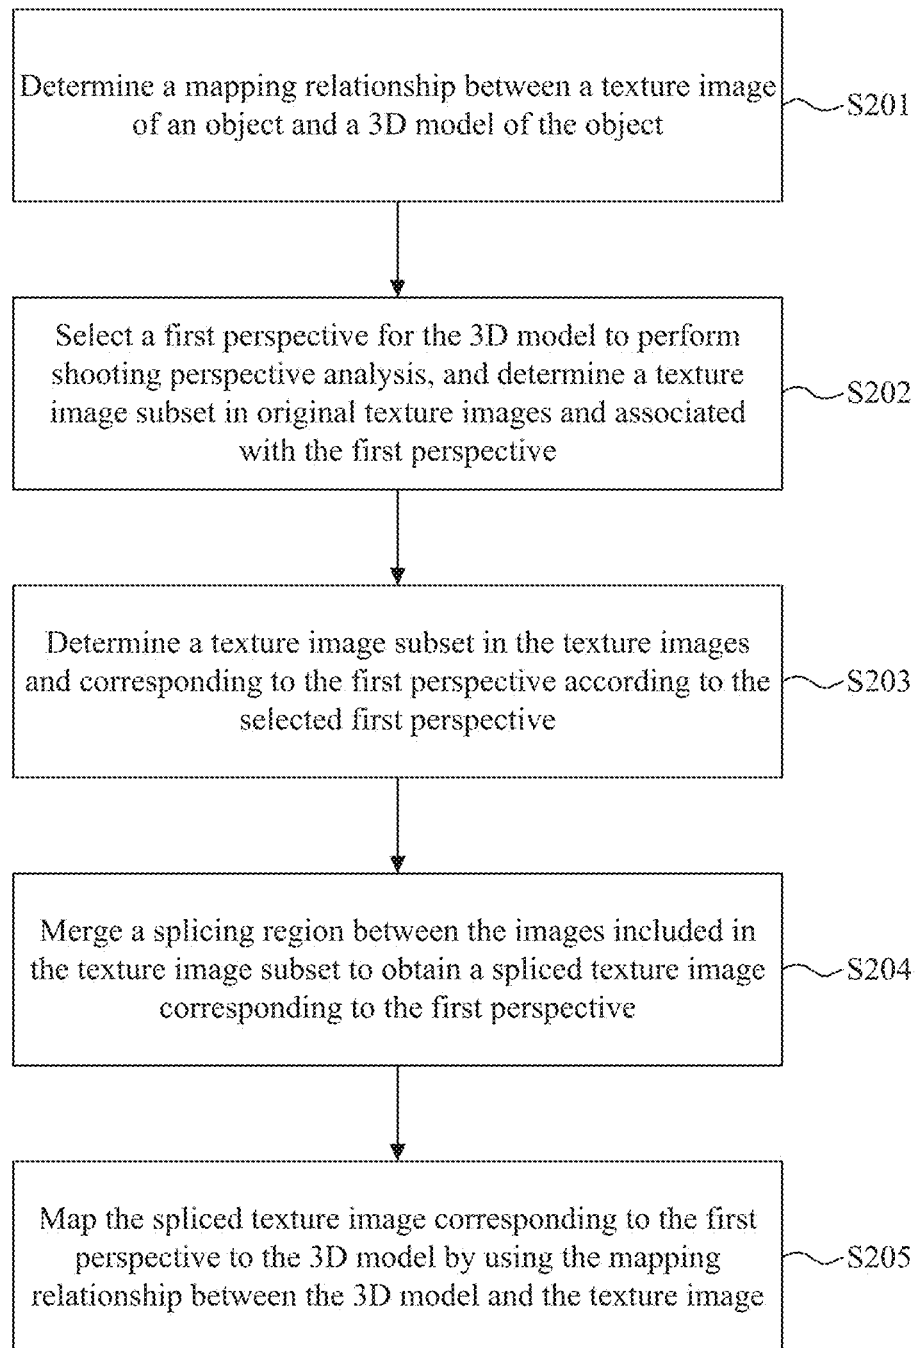 Determine a mapping relationship between a texture image
of an object and a 3D model of the object
S201
Select a first perspective for the 3D model to perform
shooting perspective analysis, and determine a texture
image subset in original texture images and associated
with the first perspective
S202
Determine a texture image subset in the texture images
and corresponding to the first perspective according to the
selected first perspective
S203
Merge a splicing region between the images included in
the texture image subset to obtain a spliced texture image
corresponding to the first perspective
S204
Map the spliced texture image corresponding to the first
perspective to the 3D model by using the mapping
relationship between the 3D model and the texture image
S205